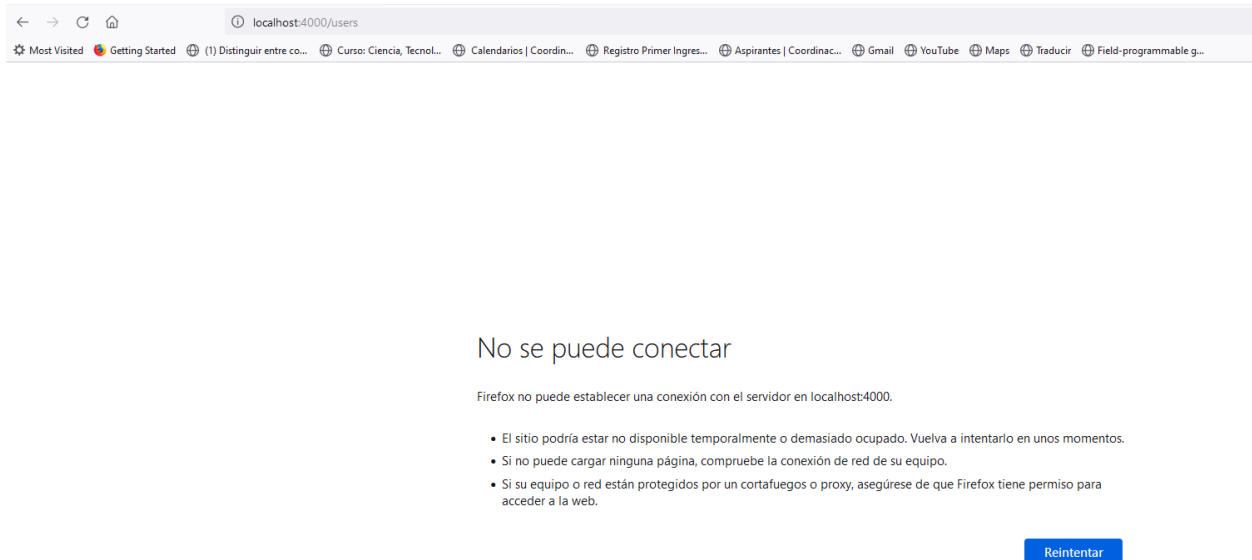 localhost:4000/users
Most Visited Getting Started (1) Distinguir entre co... Curso: Ciencia, Tecnol... Calendarios | Coordin... Registro Primer Ingres... Aspirantes | Coordinac... Gmail YouTube Maps Traducir Field-programmable g...
No se puede conectar
Firefox no puede establecer una conexión con el servidor en localhost:4000.
El sitio podría estar no disponible temporalmente o demasiado ocupado. Vuelva a intentarlo en unos momentos.
Si no puede cargar ninguna página, compruebe la conexión de red de su equipo.
Si su equipo o red están protegidos por un cortafuegos o proxy, asegúrese de que Firefox tiene permiso para
acceder a la web.
Reintentar